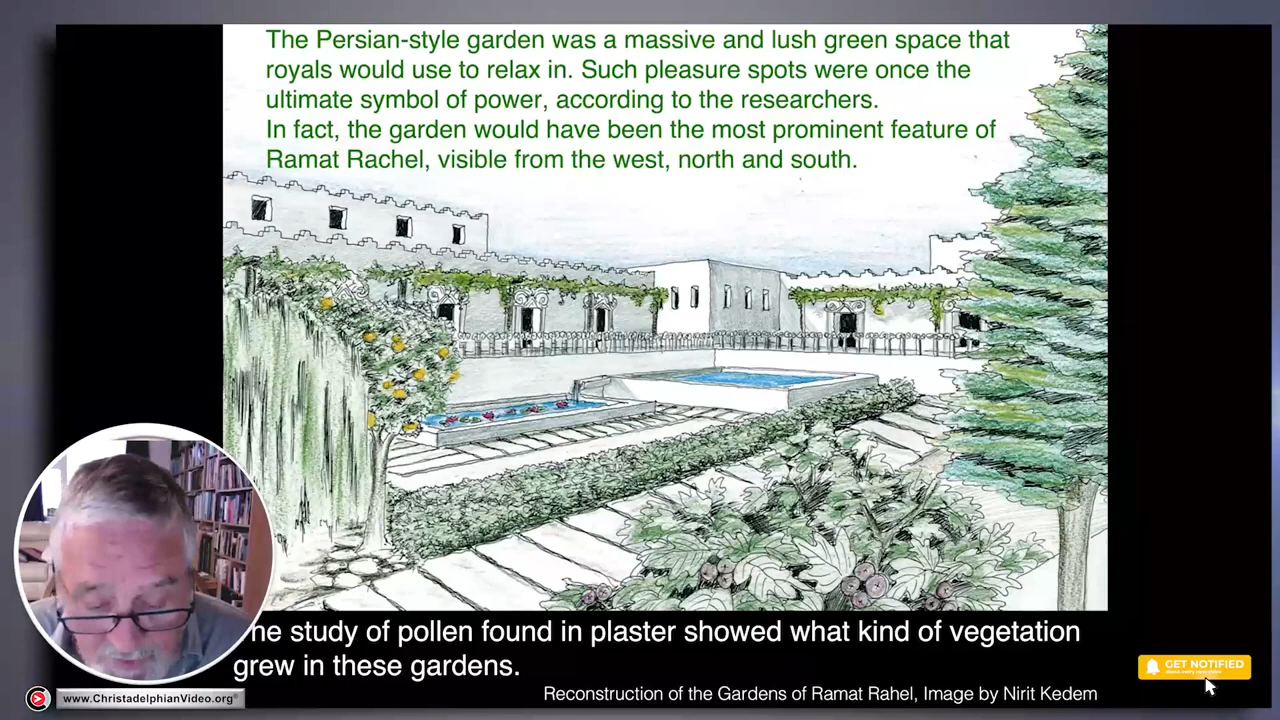 The Persian-style garden was a massive and lush green space that
royals would use to relax in. Such pleasure spots were once the
ultimate symbol of power, according to the researchers.
In fact, the garden would have been the most prominent feature of
Ramat Rachel, visible from the west, north and south.
he study of pollen found in plaster showed what kind of vegetation
grew in these gardens.
GET NOTIFIED
about every new video
Reconstruction of the Gardens of Ramat Rahel, Image by Nirit Kedem
www.ChristadelphianVideo.org